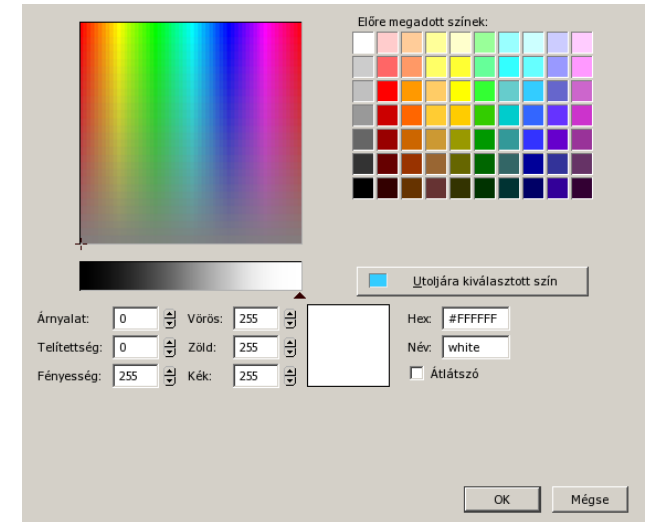 Előre megadott színek:
Utoljára kiválasztott szín
Árnyalat: 0 Vörös: 255 Hex: #FFFFFF
Telítettség: 0 Zöld: 255 Név: white
Fényesség: 255 Kék: 255 Átlátszó
OK Mégse